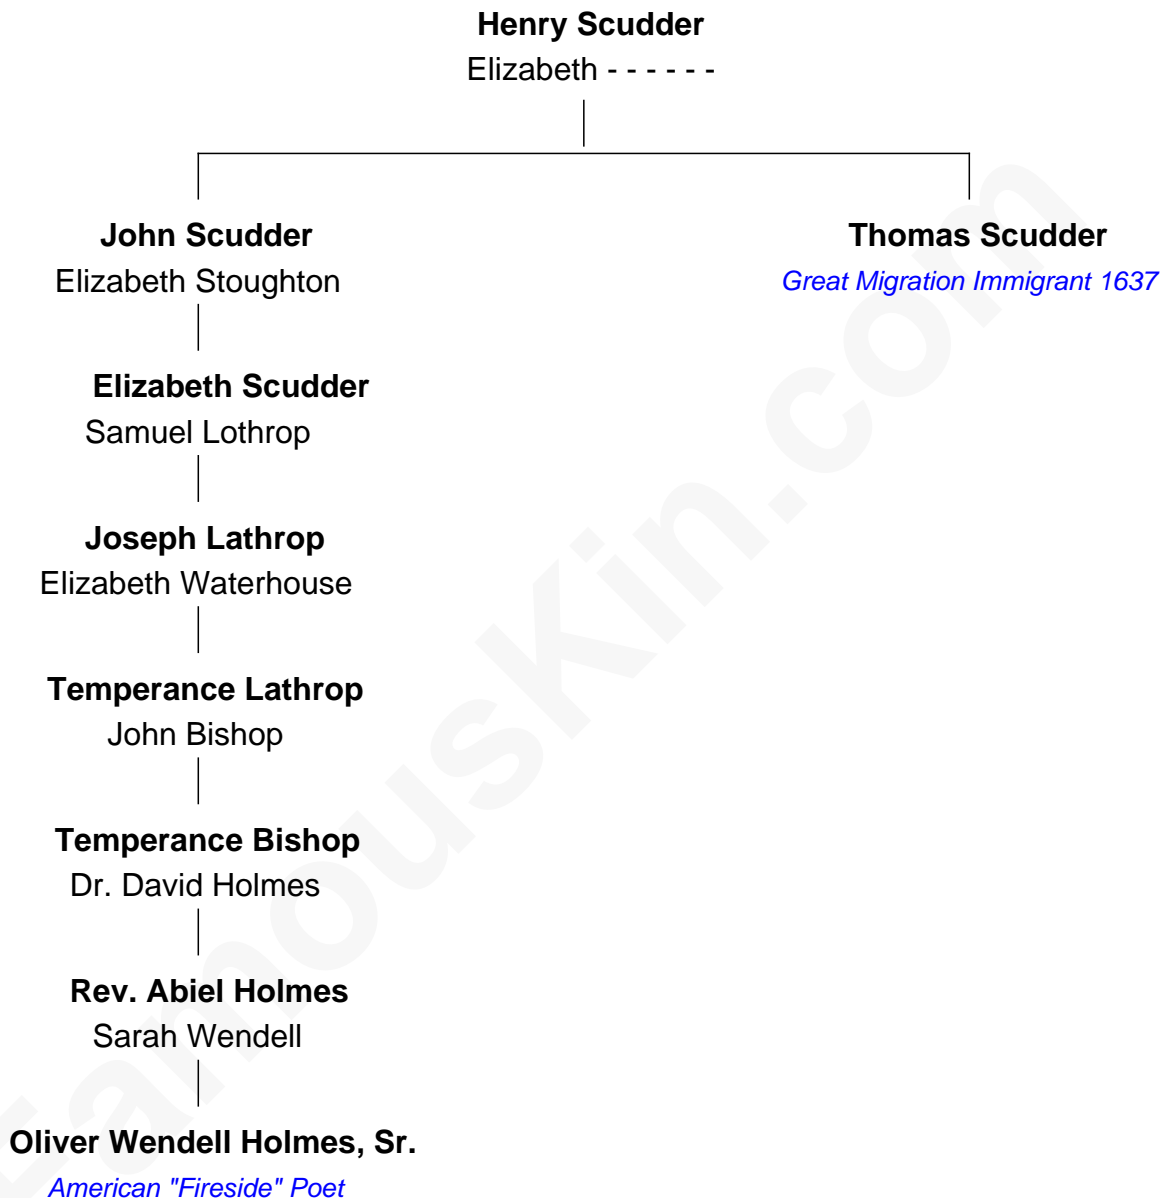 Henry Scudder
Elizabeth - - - - - -
John Scudder
Elizabeth Stoughton
Thomas Scudder
Great Migration Immigrant 1637
Elizabeth Scudder
Samuel Lothrop
Joseph Lathrop
Elizabeth Waterhouse
Temperance Lathrop
John Bishop
Temperance Bishop
Dr. David Holmes
Rev. Abiel Holmes
Sarah Wendell
Oliver Wendell Holmes, Sr.
American "Fireside" Poet
FamousKin.com